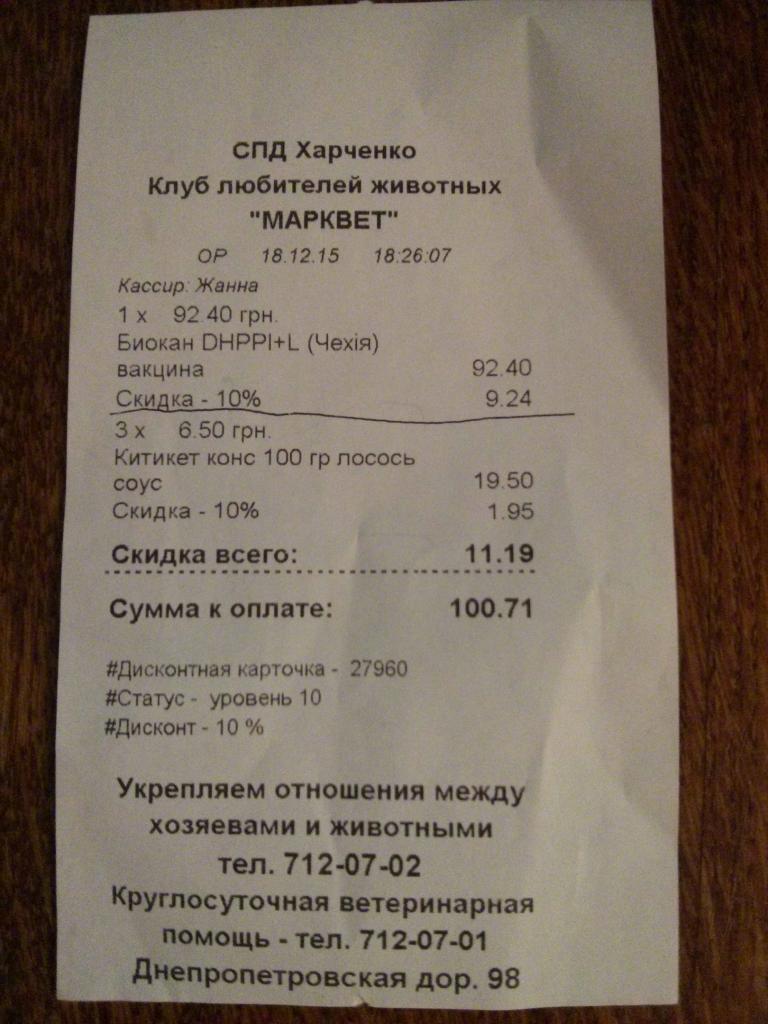 СПД Харченко
Клуб любителей животных
"МАРКВЕТ"
ОР 18.12.15 18:26:07
Кассир: Жанна
1 x 92.40 грн.
Биокан DHPPI+L (Чехія)
вакцина 92.40
Скидка - 10% 9.24
3 x 6.50 грн.
Китикет конс 100 гр лосось
соус 19.50
Скидка - 10% 1.95
Скидка всего: 11.19
Сумма к оплате: 100.71
#Дисконтная карточка - 27960
#Статус - уровень 10
#Дисконт - 10 %
Укрепляем отношения между
хозяевами и животными
тел. 712-07-02
Круглосуточная ветеринарная
помощь - тел. 712-07-01
Днепропетровская дор. 98